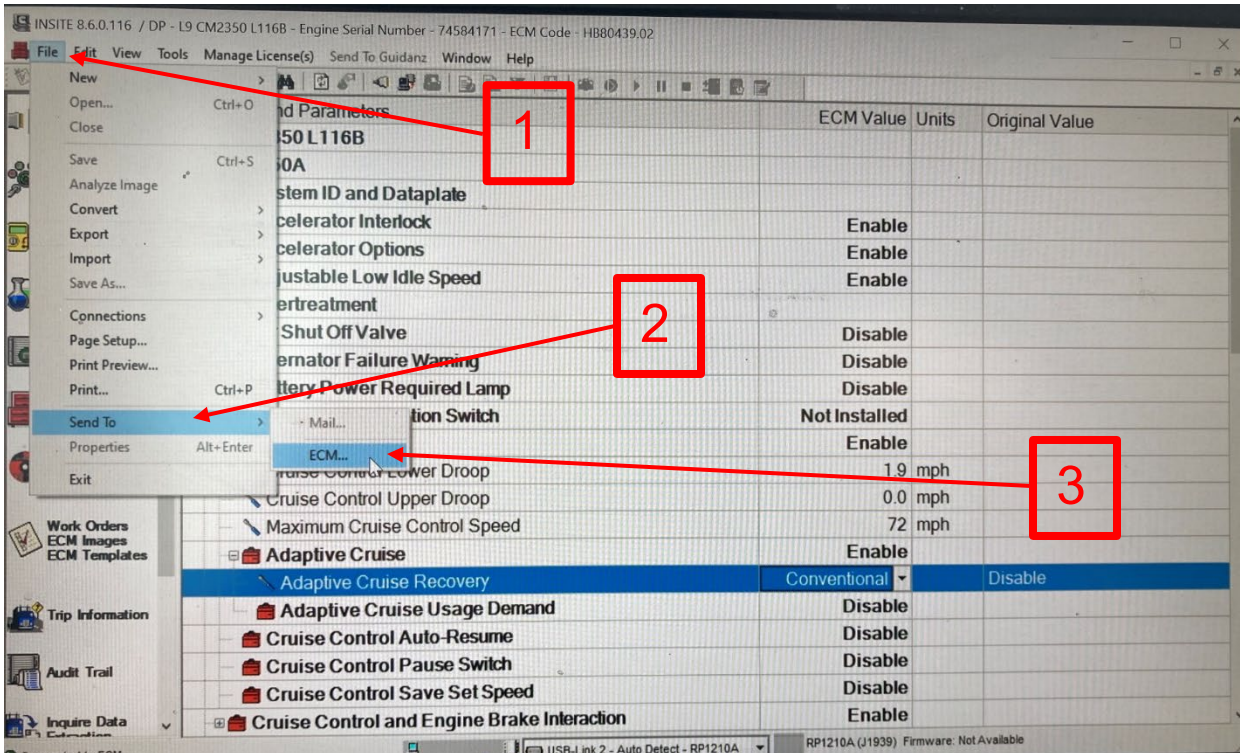 INSITE 8.6.0.116 / DP - L9 CM2350 L116B - Engine Serial Number - 74584171 - ECM Code - HB80439.02
File Edit View Tools Manage License(s) Send To Guidanz Window Help
New
Open... Ctrl+O
Close
Save Ctrl+S
Analyze Image
Convert
Export
Import
Save As...
Connections
Page Setup...
Print Preview...
Print... Ctrl+P
Send To
Properties Alt+Enter
Exit
Mail...
ECM...
1
2
3
nd Parameters ECM Value Units Original Value
350 L116B
50A
stem ID and Dataplate
celerator Interlock Enable
celerator Options Enable
justable Low Idle Speed Enable
ertreatment
Shut Off Valve Disable
ernator Failure Warning Disable
ttery Power Required Lamp Disable
tion Switch Not Installed
Enable
Cruise Control Lower Droop 1.9 mph
Cruise Control Upper Droop 0.0 mph
Maximum Cruise Control Speed 72 mph
Adaptive Cruise Enable
Adaptive Cruise Recovery Conventional Disable
Adaptive Cruise Usage Demand Disable
Cruise Control Auto-Resume Disable
Cruise Control Pause Switch Disable
Cruise Control Save Set Speed Disable
Cruise Control and Engine Brake Interaction Enable
Work Orders
ECM Images
ECM Templates
Trip Information
Audit Trail
Inquire Data
Extraction
USB-Link 2 - Auto Detect - RP1210A
RP1210A (J1939) Firmware: Not Available